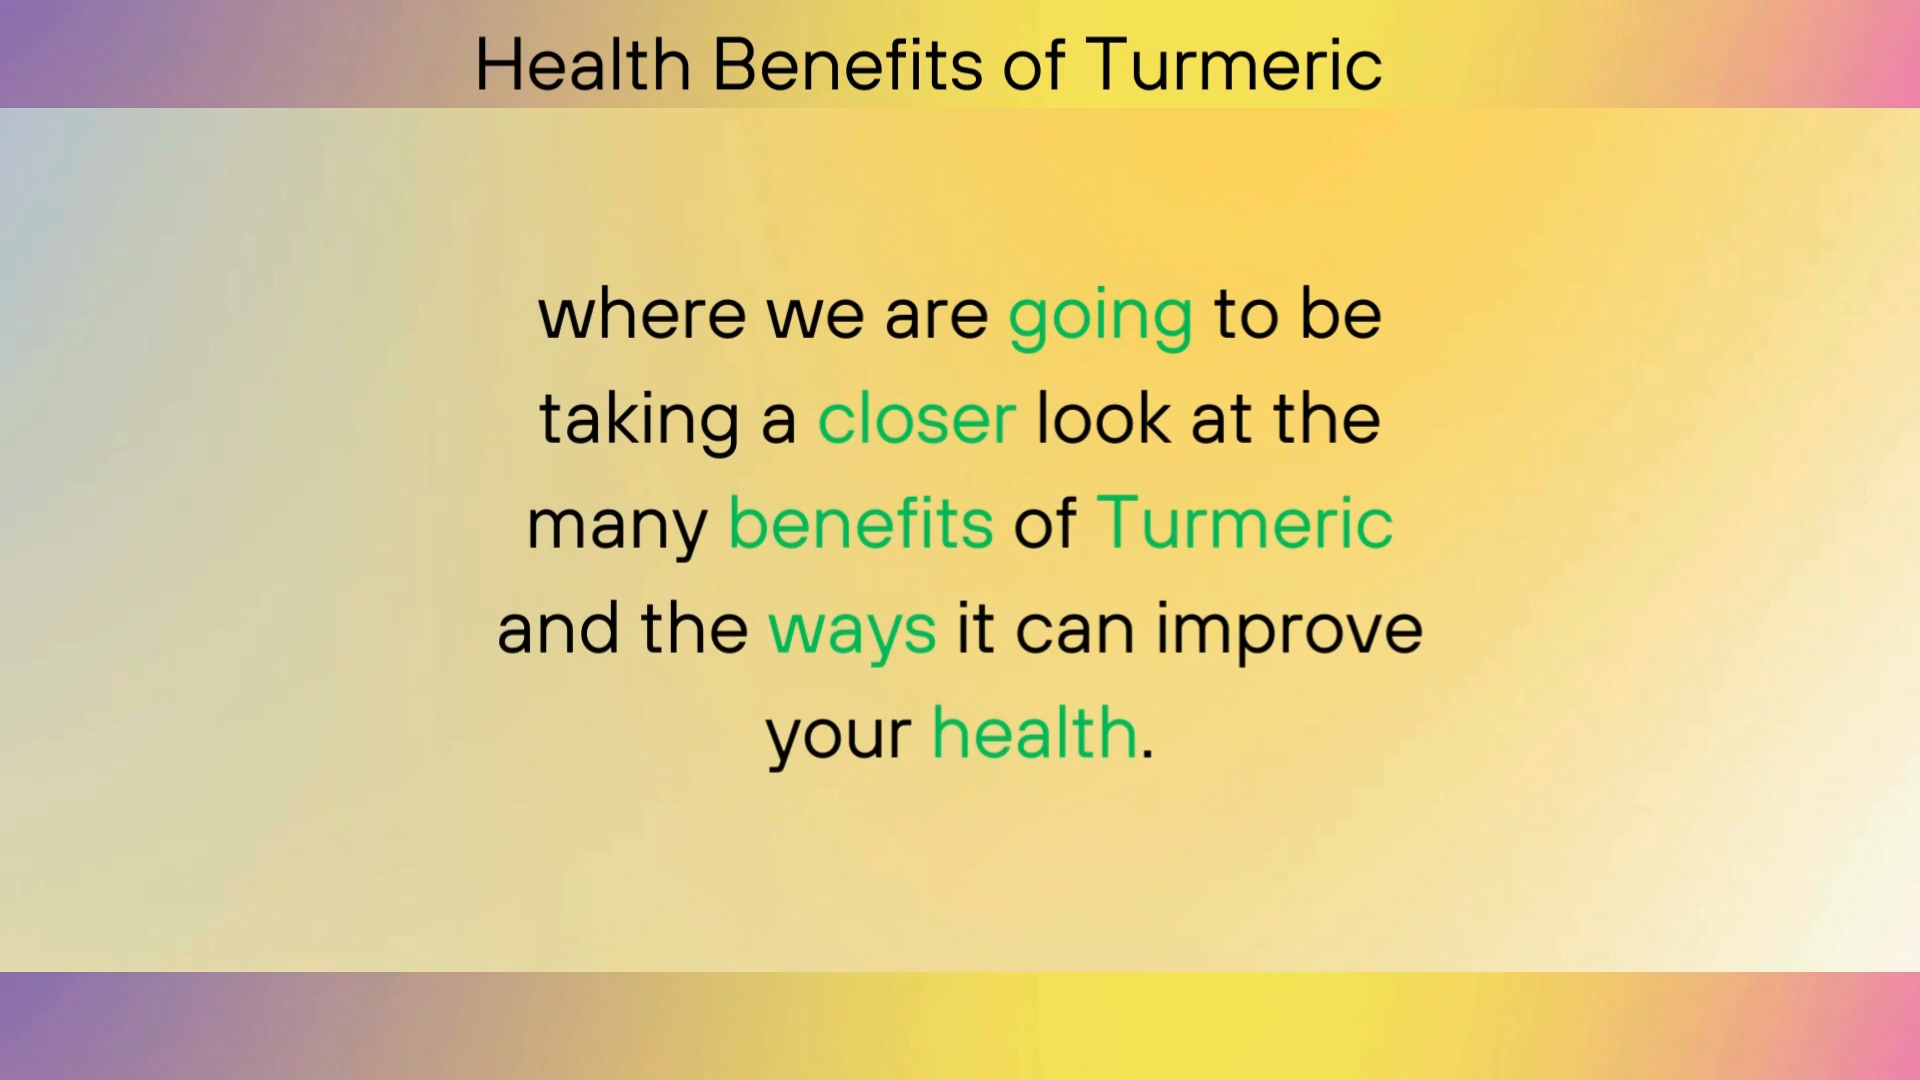 Health Benefits of Turmeric
where we are going to be
taking a closer look at the
many benefits of Turmeric
and the ways it can improve
your health.